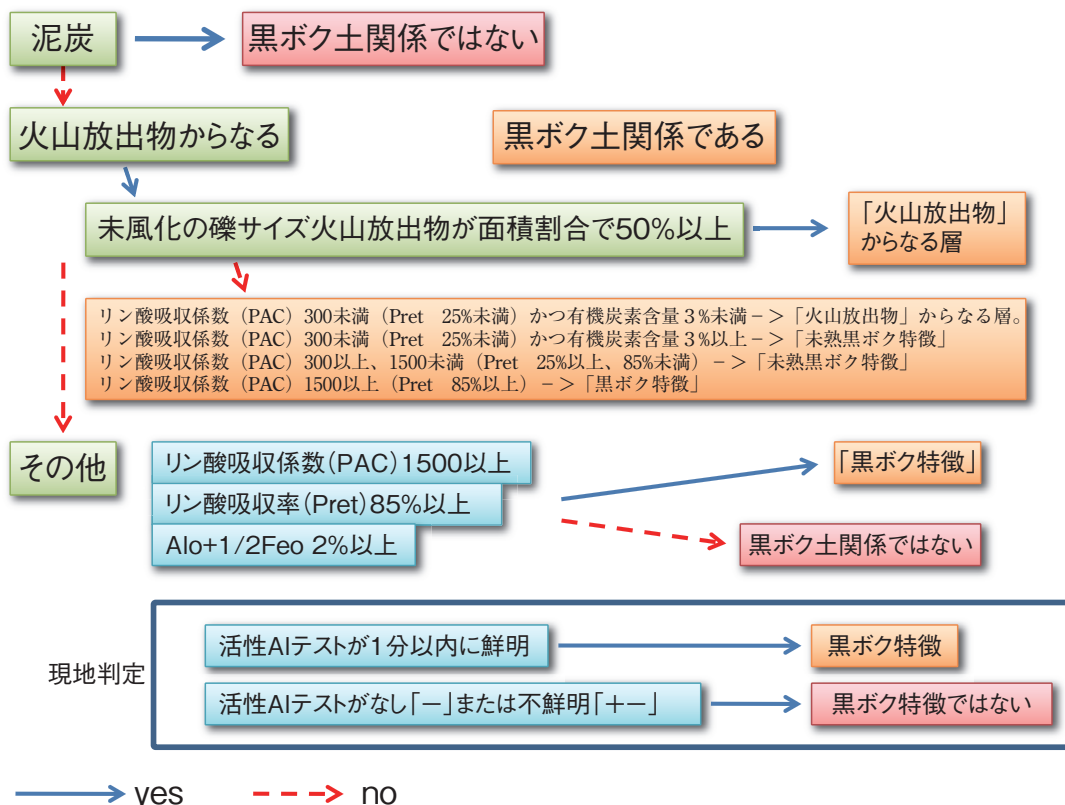 泥炭
黒ボク土関係ではない
火山放出物からなる
黒ボク土関係である
未風化の礫サイズ火山放出物が面積割合で50%以上
「火山放出物」
からなる層
リン酸吸収係数（PAC）300未満（Pret　25%未満）かつ有機炭素含量３%未満－>「火山放出物」からなる層。
リン酸吸収係数（PAC）300未満（Pret　25%未満）かつ有機炭素含量３%以上－>「未熟黒ボク特徴」
リン酸吸収係数（PAC）300以上、1500未満（Pret　25%以上、85%未満）－>「未熟黒ボク特徴」
リン酸吸収係数（PAC）1500以上（Pret　85%以上）－>「黒ボク特徴」
その他
リン酸吸収係数(PAC)1500以上
リン酸吸収率(Pret)85%以上
Alo+1/2Feo 2%以上
「黒ボク特徴」
黒ボク土関係ではない
現地判定
活性Alテストが1分以内に鮮明
黒ボク特徴
活性Alテストがなし「－」または不鮮明「＋－」
黒ボク特徴ではない
yes
no